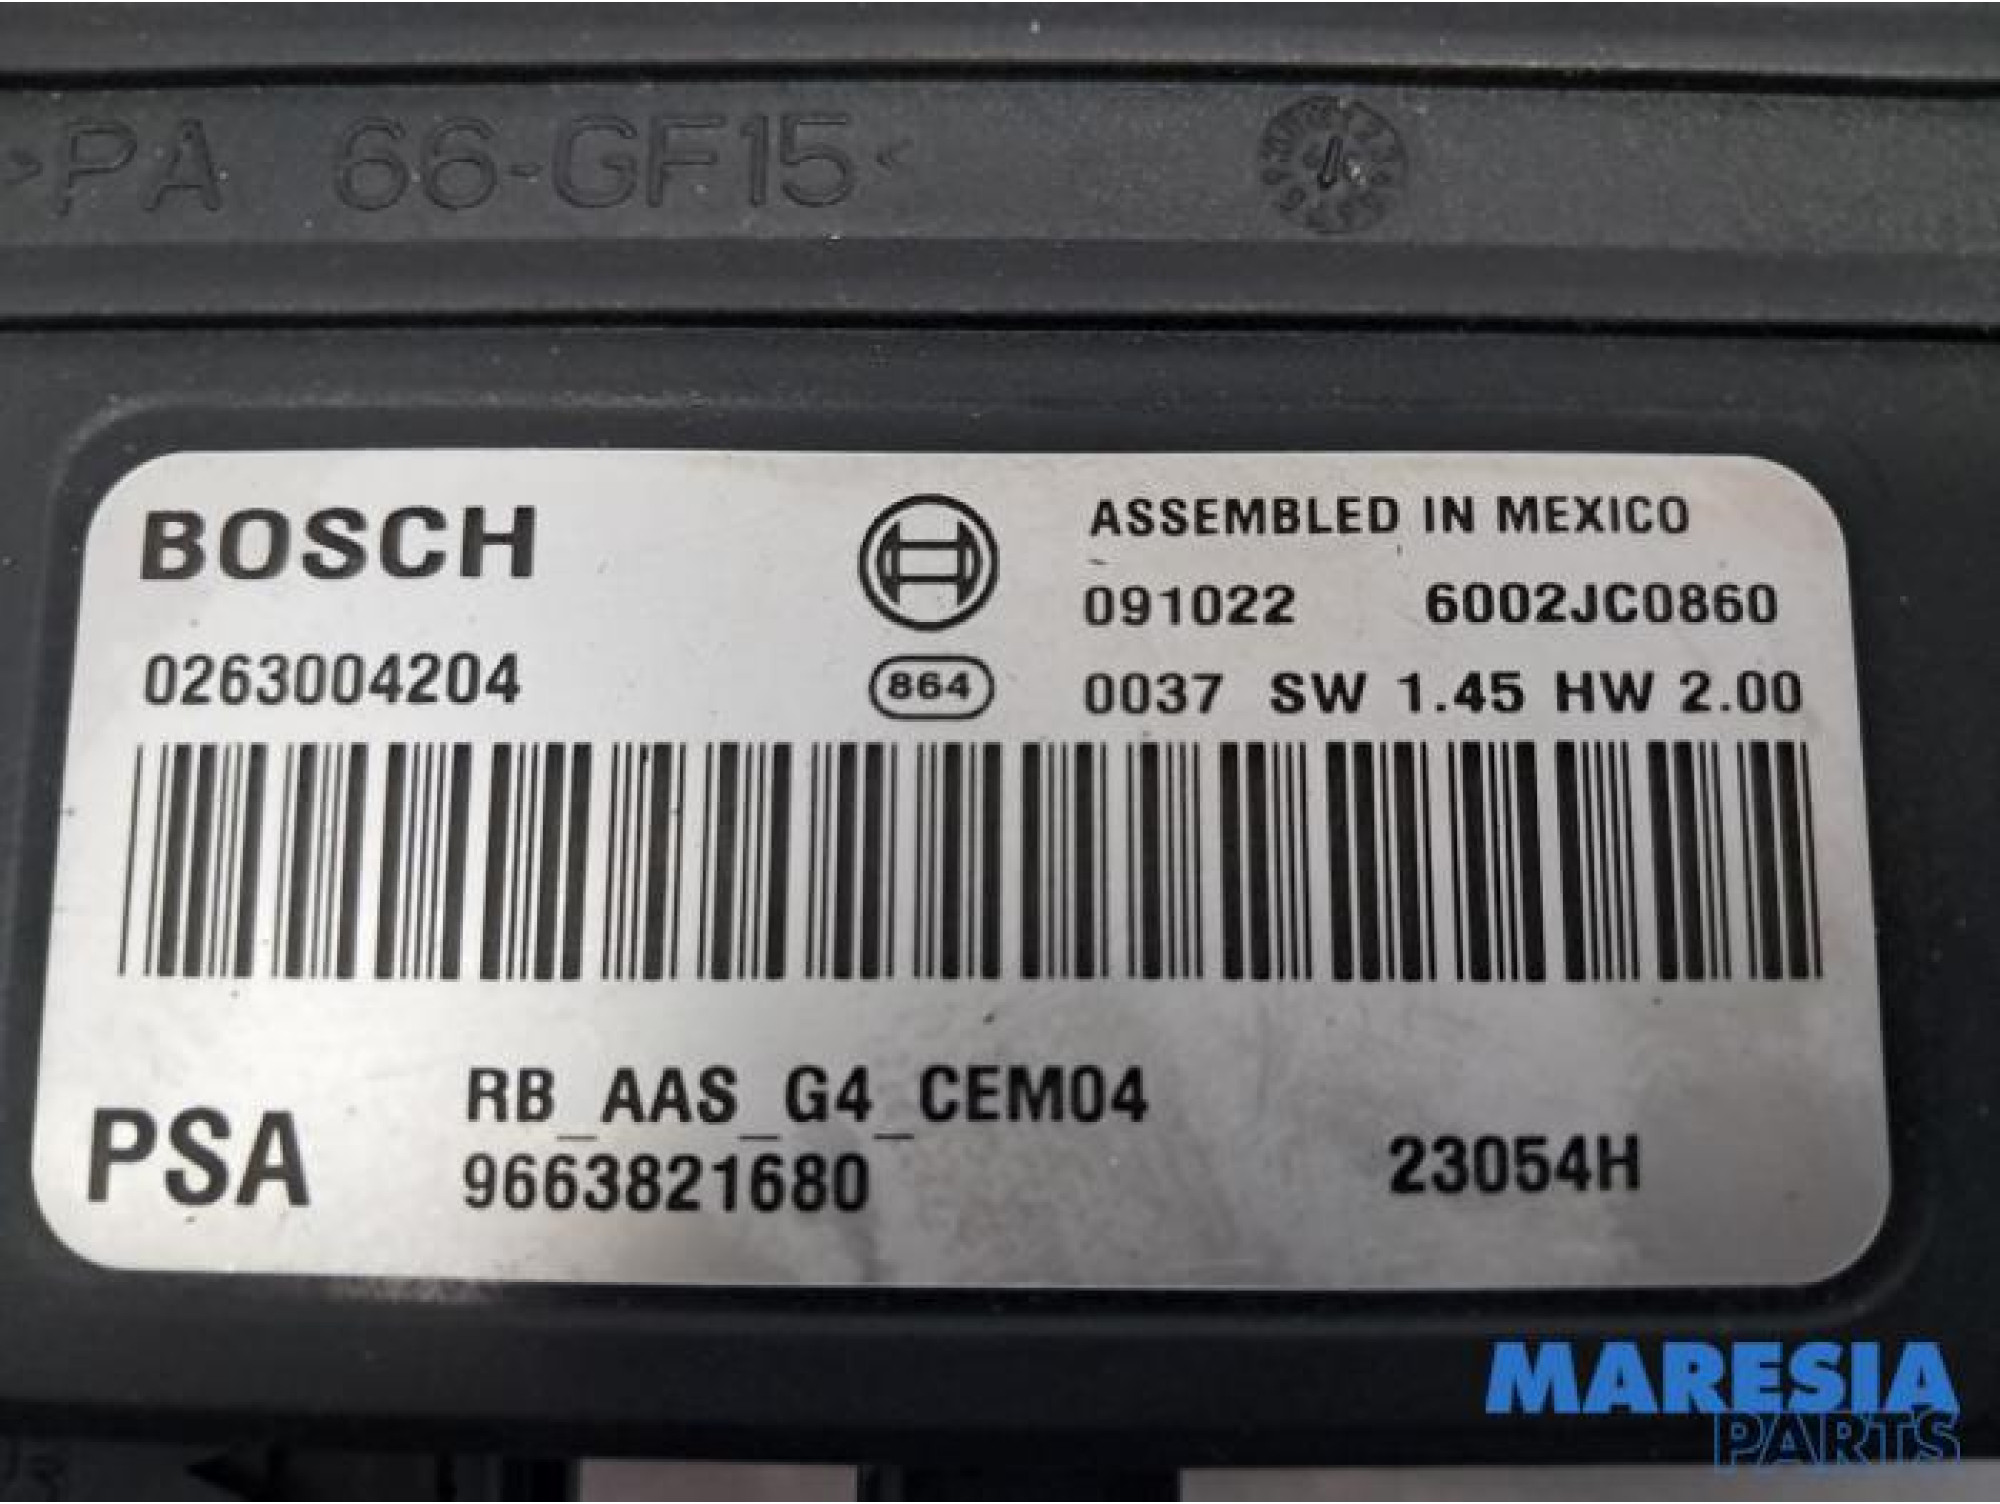 >PA 66-GF15<
BOSCH
ASSEMBLED IN MEXICO
091022 6002JC0860
0263004204
864
0037 SW 1.45 HW 2.00
RB_AAS_G4_CEM04
PSA
9663821680
23054H
MARESIA
PARTS